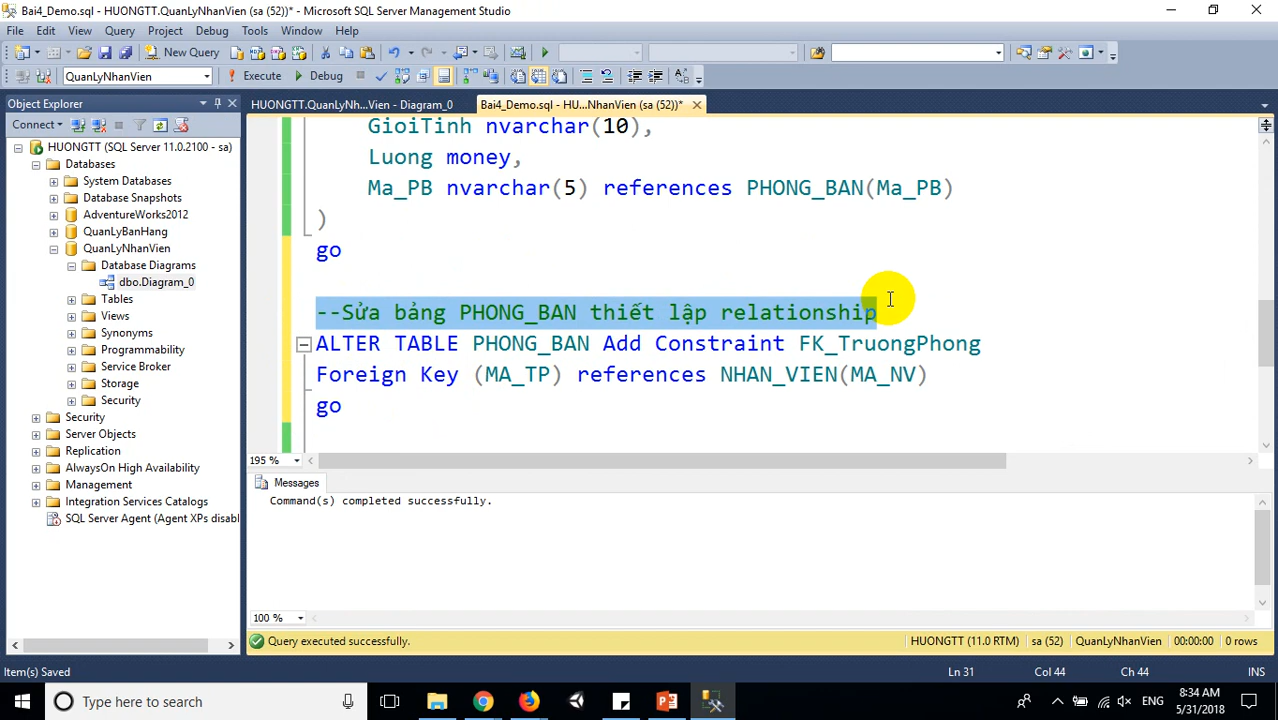 Bai4_Demo.sql - HUONGTT.QuanLyNhanVien (sa (52))* - Microsoft SQL Server Management Studio
File Edit View Query Project Debug Tools Window Help
New Query
QuanLyNhanVien Execute Debug
Object Explorer
HUONGTT.QuanLyNh...Vien - Diagram_0
Bai4_Demo.sql - HU...NhanVien (sa (52))*
Connect
HUONGTT (SQL Server 11.0.2100 - sa)
Databases
System Databases
Database Snapshots
AdventureWorks2012
QuanLyBanHang
QuanLyNhanVien
Database Diagrams
dbo.Diagram_0
Tables
Views
Synonyms
Programmability
Service Broker
Storage
Security
Security
Server Objects
Replication
AlwaysOn High Availability
Management
Integration Services Catalogs
SQL Server Agent (Agent XPs disabl
GioiTinh nvarchar(10),
Luong money,
Ma_PB nvarchar(5) references PHONG_BAN(Ma_PB)
)
go
--Sửa bảng PHONG_BAN thiết lập relationship
ALTER TABLE PHONG_BAN Add Constraint FK_TruongPhong
Foreign Key (MA_TP) references NHAN_VIEN(MA_NV)
go
195 %
Messages
Command(s) completed successfully.
100 %
Query executed successfully. HUONGTT (11.0 RTM) sa (52) QuanLyNhanVien 00:00:00 0 rows
Item(s) Saved Ln 31 Col 44 Ch 44 INS
Type here to search
ENG
8:34 AM
5/31/2018